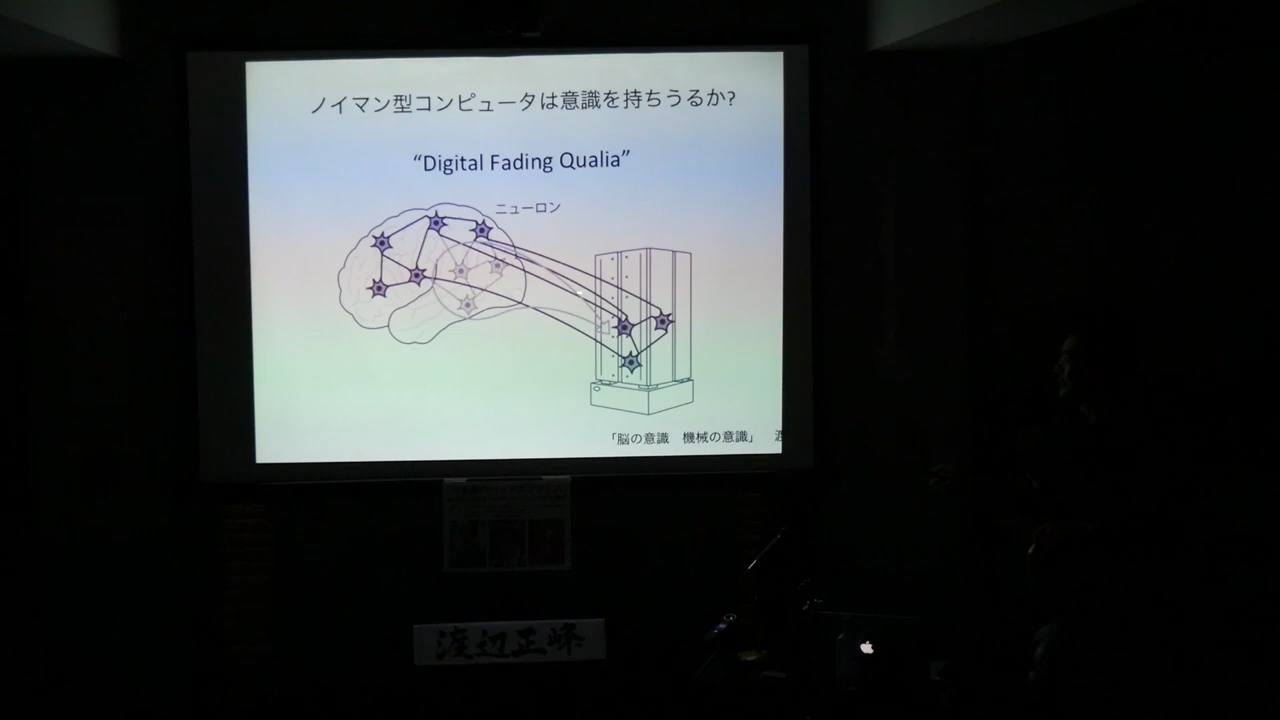 ノイマン型コンピュータは意識を持ちうるか?
“Digital Fading Qualia”
ニューロン
「脳の意識　機械の意識」
渡辺正峰